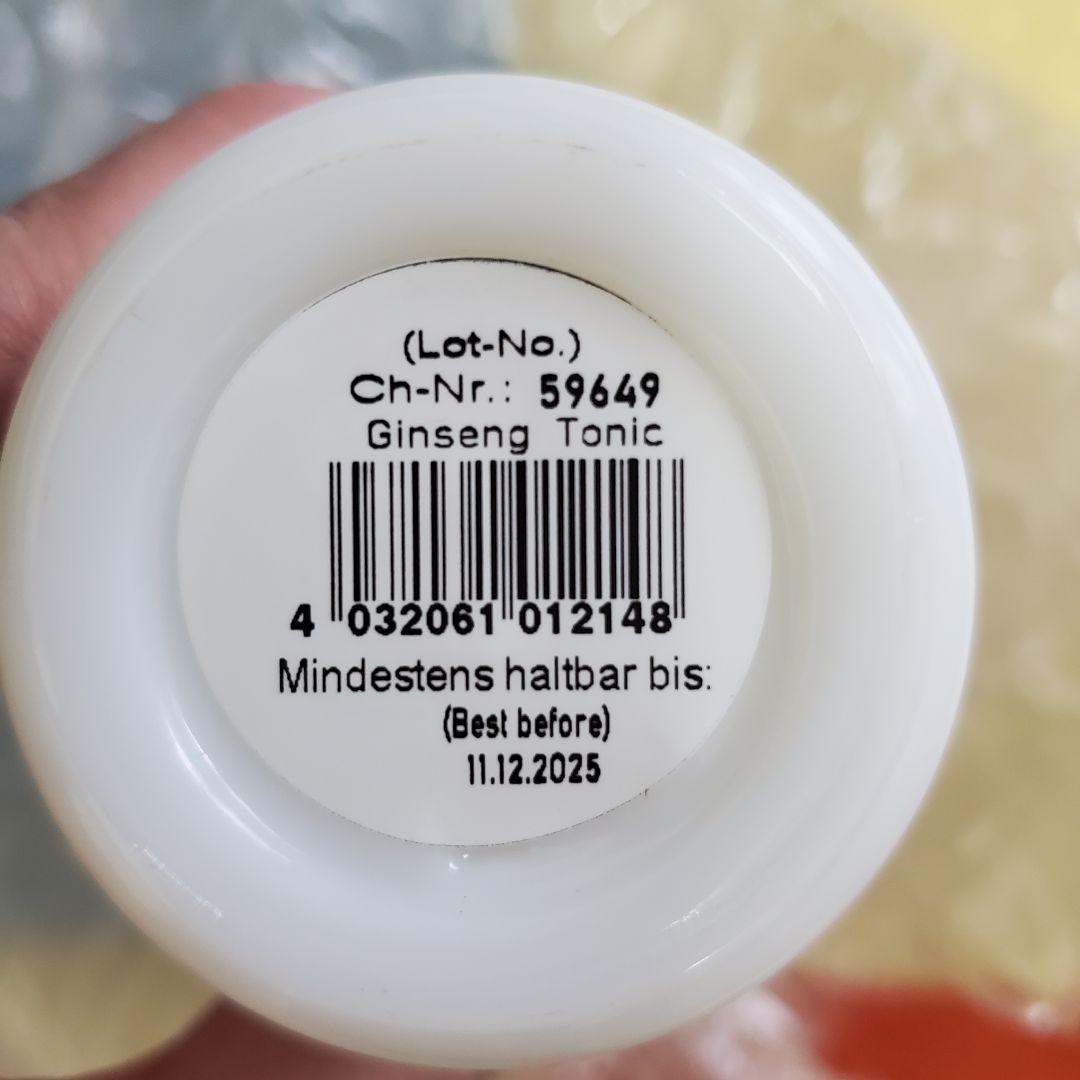 (Lot-No.)
Ch-Nr.: 59649
Ginseng Tonic
4 032061 012148
Mindestens haltbar bis:
(Best before)
11.12.2025